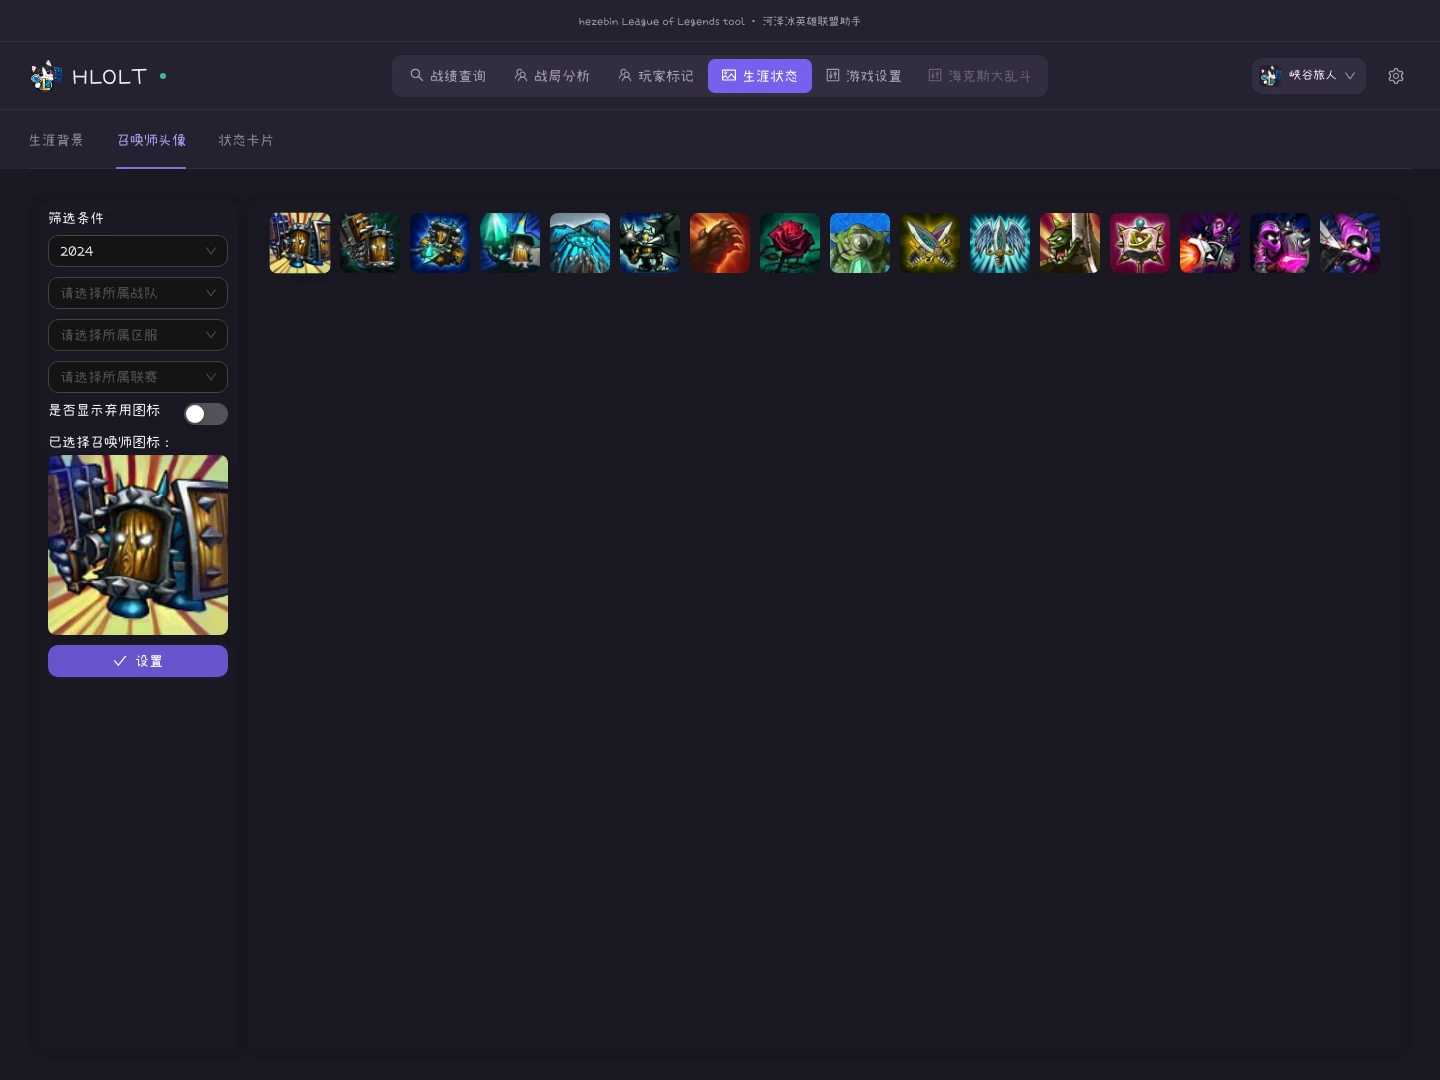 hezebin League of Legends tool · 河泽冰英雄联盟助手
HLOLT
战绩查询
战局分析
玩家标记
生涯状态
游戏设置
海克斯大乱斗
峡谷旅人
生涯背景
召唤师头像
状态卡片
筛选条件
2024
请选择所属战队
请选择所属区服
请选择所属联赛
是否显示弃用图标
已选择召唤师图标：
设置